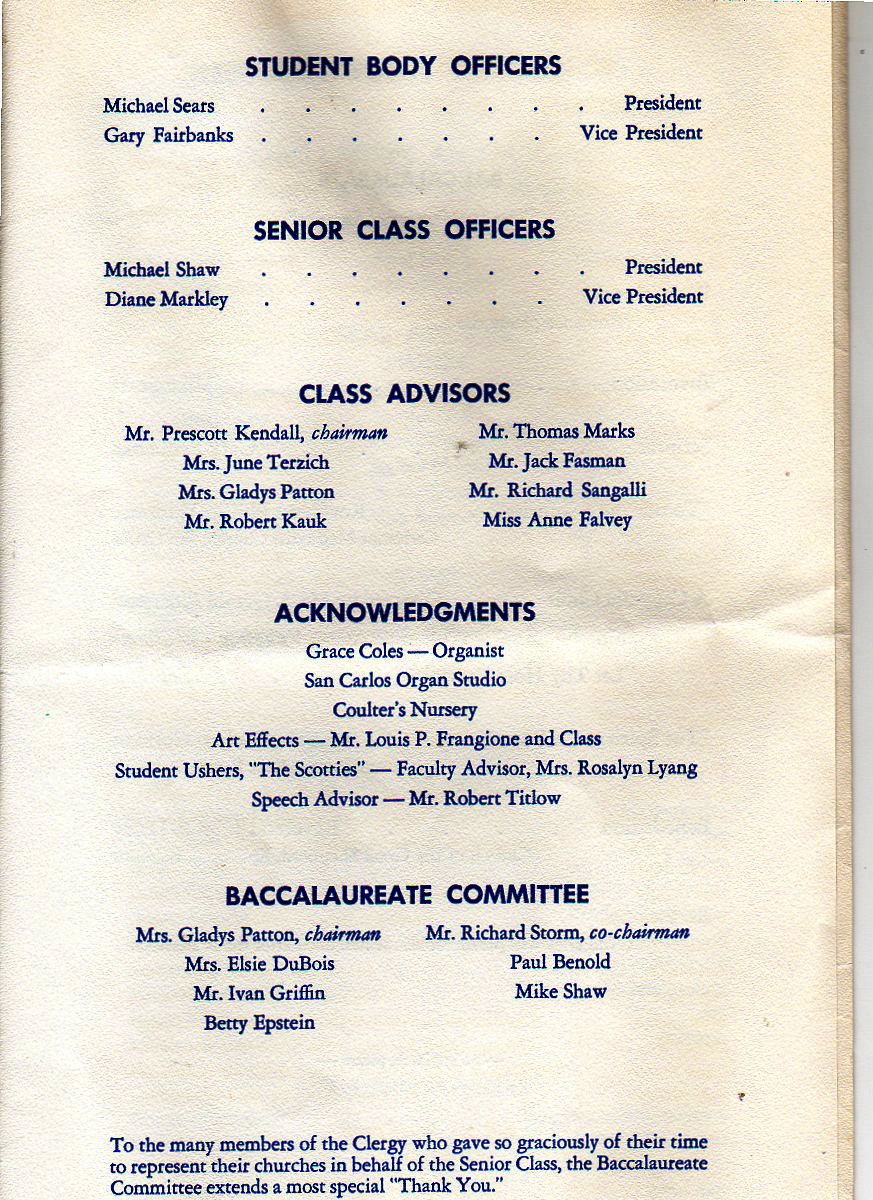 STUDENT BODY OFFICERS
Michael Sears . . . . . . . . President
Gary Fairbanks . . . . . . . Vice President
SENIOR CLASS OFFICERS
Michael Shaw . . . . . . . . President
Diane Markley . . . . . . . Vice President
CLASS ADVISORS
Mr. Prescott Kendall, chairman Mr. Thomas Marks
Mrs. June Terzich Mr. Jack Fasman
Mrs. Gladys Patton Mr. Richard Sangalli
Mr. Robert Kauk Miss Anne Falvey
ACKNOWLEDGMENTS
Grace Coles — Organist
San Carlos Organ Studio
Coulter's Nursery
Art Effects — Mr. Louis P. Frangione and Class
Student Ushers, "The Scotties" — Faculty Advisor, Mrs. Rosalyn Lyang
Speech Advisor — Mr. Robert Titlow
BACCALAUREATE COMMITTEE
Mrs. Gladys Patton, chairman Mr. Richard Storm, co-chairman
Mrs. Elsie DuBois Paul Benold
Mr. Ivan Griffin Mike Shaw
Betty Epstein
To the many members of the Clergy who gave so graciously of their time
to represent their churches in behalf of the Senior Class, the Baccalaureate
Committee extends a most special "Thank You."